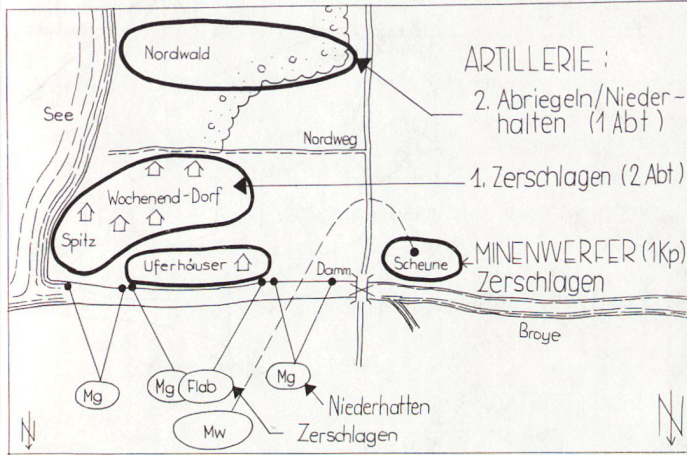 Nordwald
ARTILLERIE:
2. Abriegeln/Nieder-
halten (1 Abt)
See
Nordweg
1. Zerschlagen (2 Abt)
Wochenend-Dorf
Spitz
Uferhäuser
Damm
Scheune
MINENWERFER (1Kp)
Zerschlagen
Broye
Mg
Mg
Flab
Mg
Niederhatten
Mw
Zerschlagen
N
N